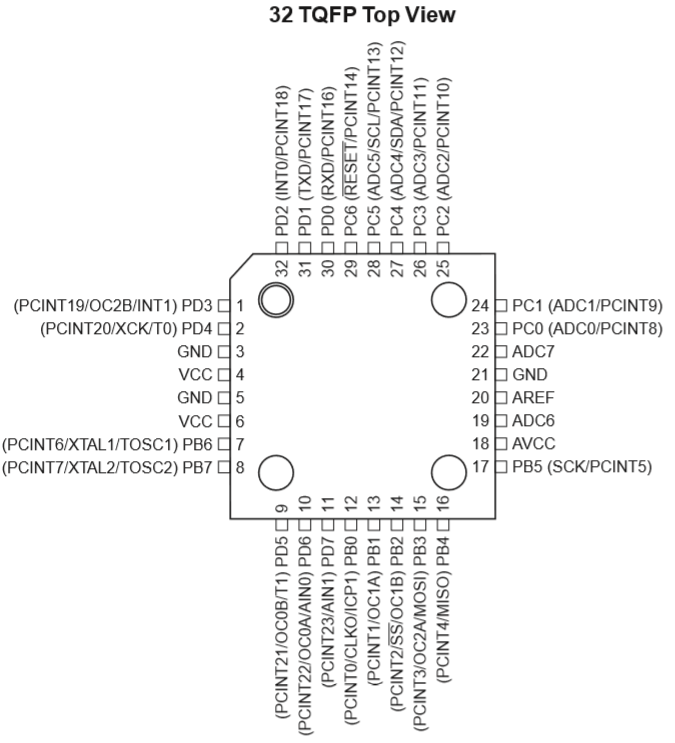 32 TQFP Top View
PD2 (INT0/PCINT18)
PD1 (TXD/PCINT17)
PD0 (RXD/PCINT16)
PC6 (RESET/PCINT14)
PC5 (ADC5/SCL/PCINT13)
PC4 (ADC4/SDA/PCINT12)
PC3 (ADC3/PCINT11)
PC2 (ADC2/PCINT10)
32
31
30
29
28
27
26
25
(PCINT19/OC2B/INT1) PD3 1
(PCINT20/XCK/T0) PD4 2
GND 3
VCC 4
GND 5
VCC 6
(PCINT6/XTAL1/TOSC1) PB6 7
(PCINT7/XTAL2/TOSC2) PB7 8
24 PC1 (ADC1/PCINT9)
23 PC0 (ADC0/PCINT8)
22 ADC7
21 GND
20 AREF
19 ADC6
18 AVCC
17 PB5 (SCK/PCINT5)
9
10
11
12
13
14
15
16
(PCINT21/OC0B/T1) PD5
(PCINT22/OC0A/AIN0) PD6
(PCINT23/AIN1) PD7
(PCINT0/CLKO/ICP1) PB0
(PCINT1/OC1A) PB1
(PCINT2/SS/OC1B) PB2
(PCINT3/OC2A/MOSI) PB3
(PCINT4/MISO) PB4